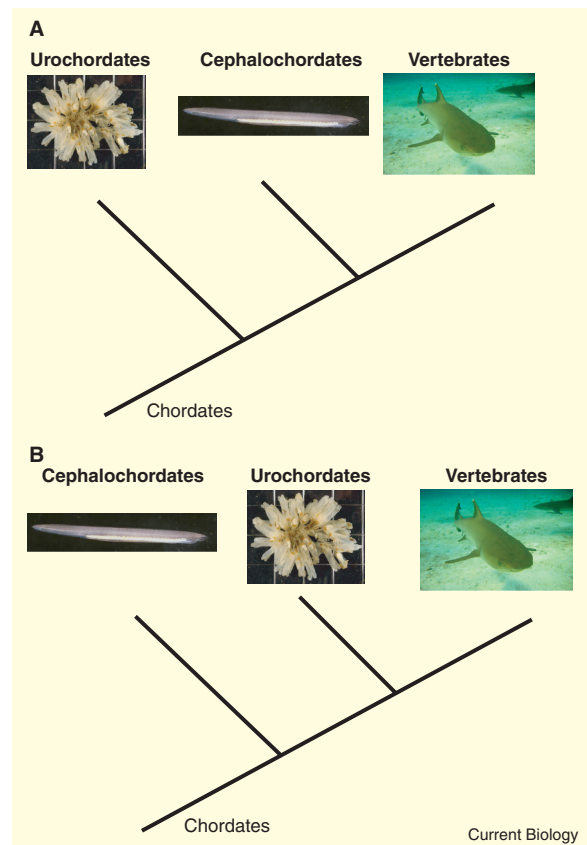 A
Urochordates
Cephalochordates
Vertebrates
Chordates
B
Cephalochordates
Urochordates
Vertebrates
Chordates
Current Biology